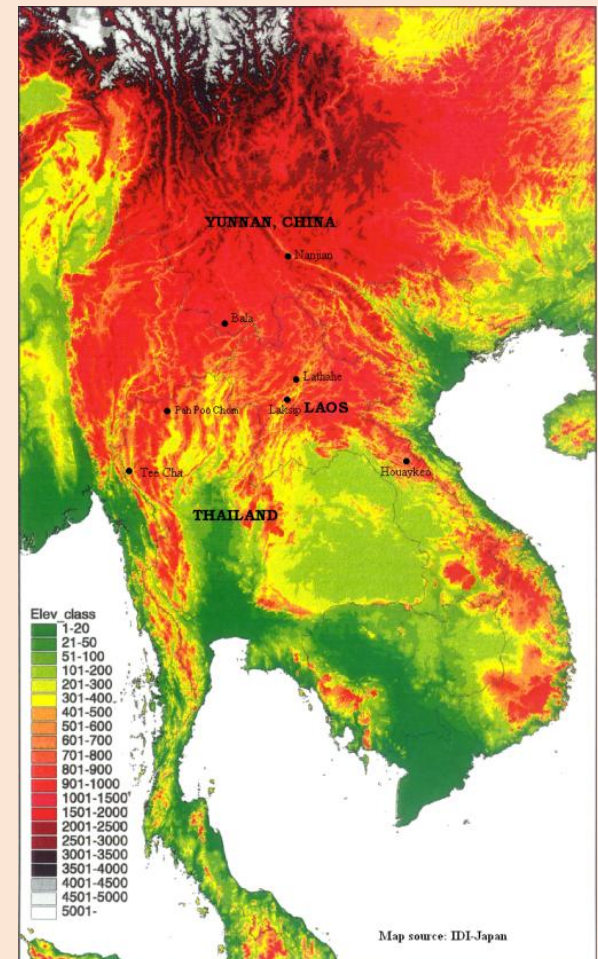 YUNNAN, CHINA
Nanjian
Bala
Lathahe
Laksip LAOS
Pah Poo Chom
Houayken
Tee Cha
THAILAND
Elev_class
1-20
21-50
51-100
101-200
201-300
301-400
401-500
501-600
601-700
701-800
801-900
901-1000
1001-1500
1501-2000
2001-2500
2501-3000
3001-3500
3501-4000
4001-4500
4501-5000
5001-
Map source: IDI-Japan